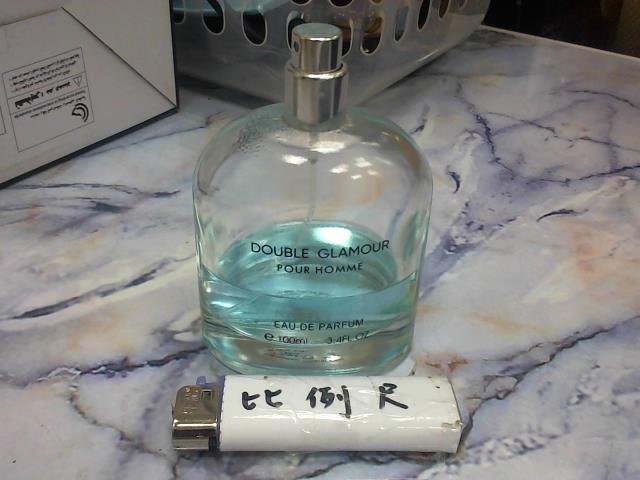 DOUBLE GLAMOUR
POUR HOMME
EAU DE PARFUM
℮ 100ml 3.4FL.OZ
比例尺